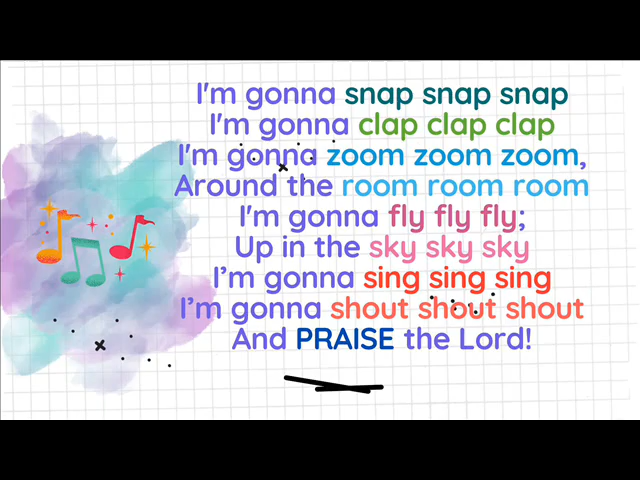 I'm gonna snap snap snap
I'm gonna clap clap clap
I'm gonna zoom zoom zoom,
Around the room room room
I'm gonna fly fly fly;
Up in the sky sky sky
I’m gonna sing sing sing
I’m gonna shout shout shout
And PRAISE the Lord!